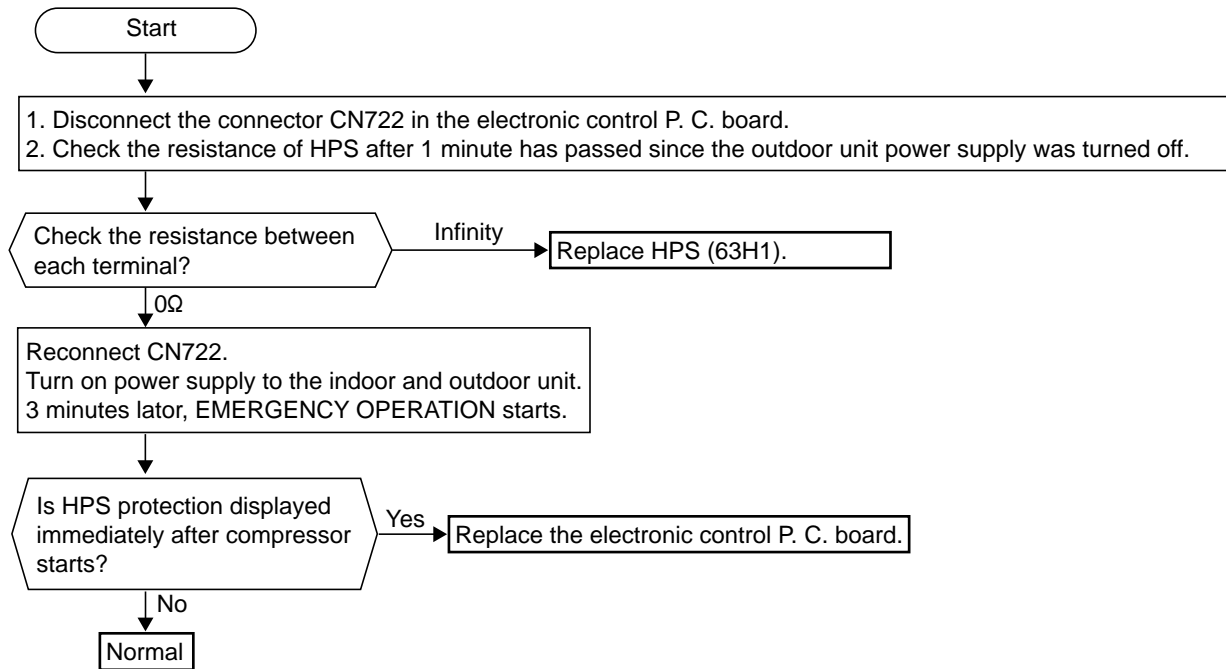 Start
1. Disconnect the connector CN722 in the electronic control P. C. board.
2. Check the resistance of HPS after 1 minute has passed since the outdoor unit power supply was turned off.
Check the resistance between
each terminal?
Infinity
Replace HPS (63H1).
0Ω
Reconnect CN722.
Turn on power supply to the indoor and outdoor unit.
3 minutes lator, EMERGENCY OPERATION starts.
Is HPS protection displayed
immediately after compressor
starts?
Yes
Replace the electronic control P. C. board.
No
Normal